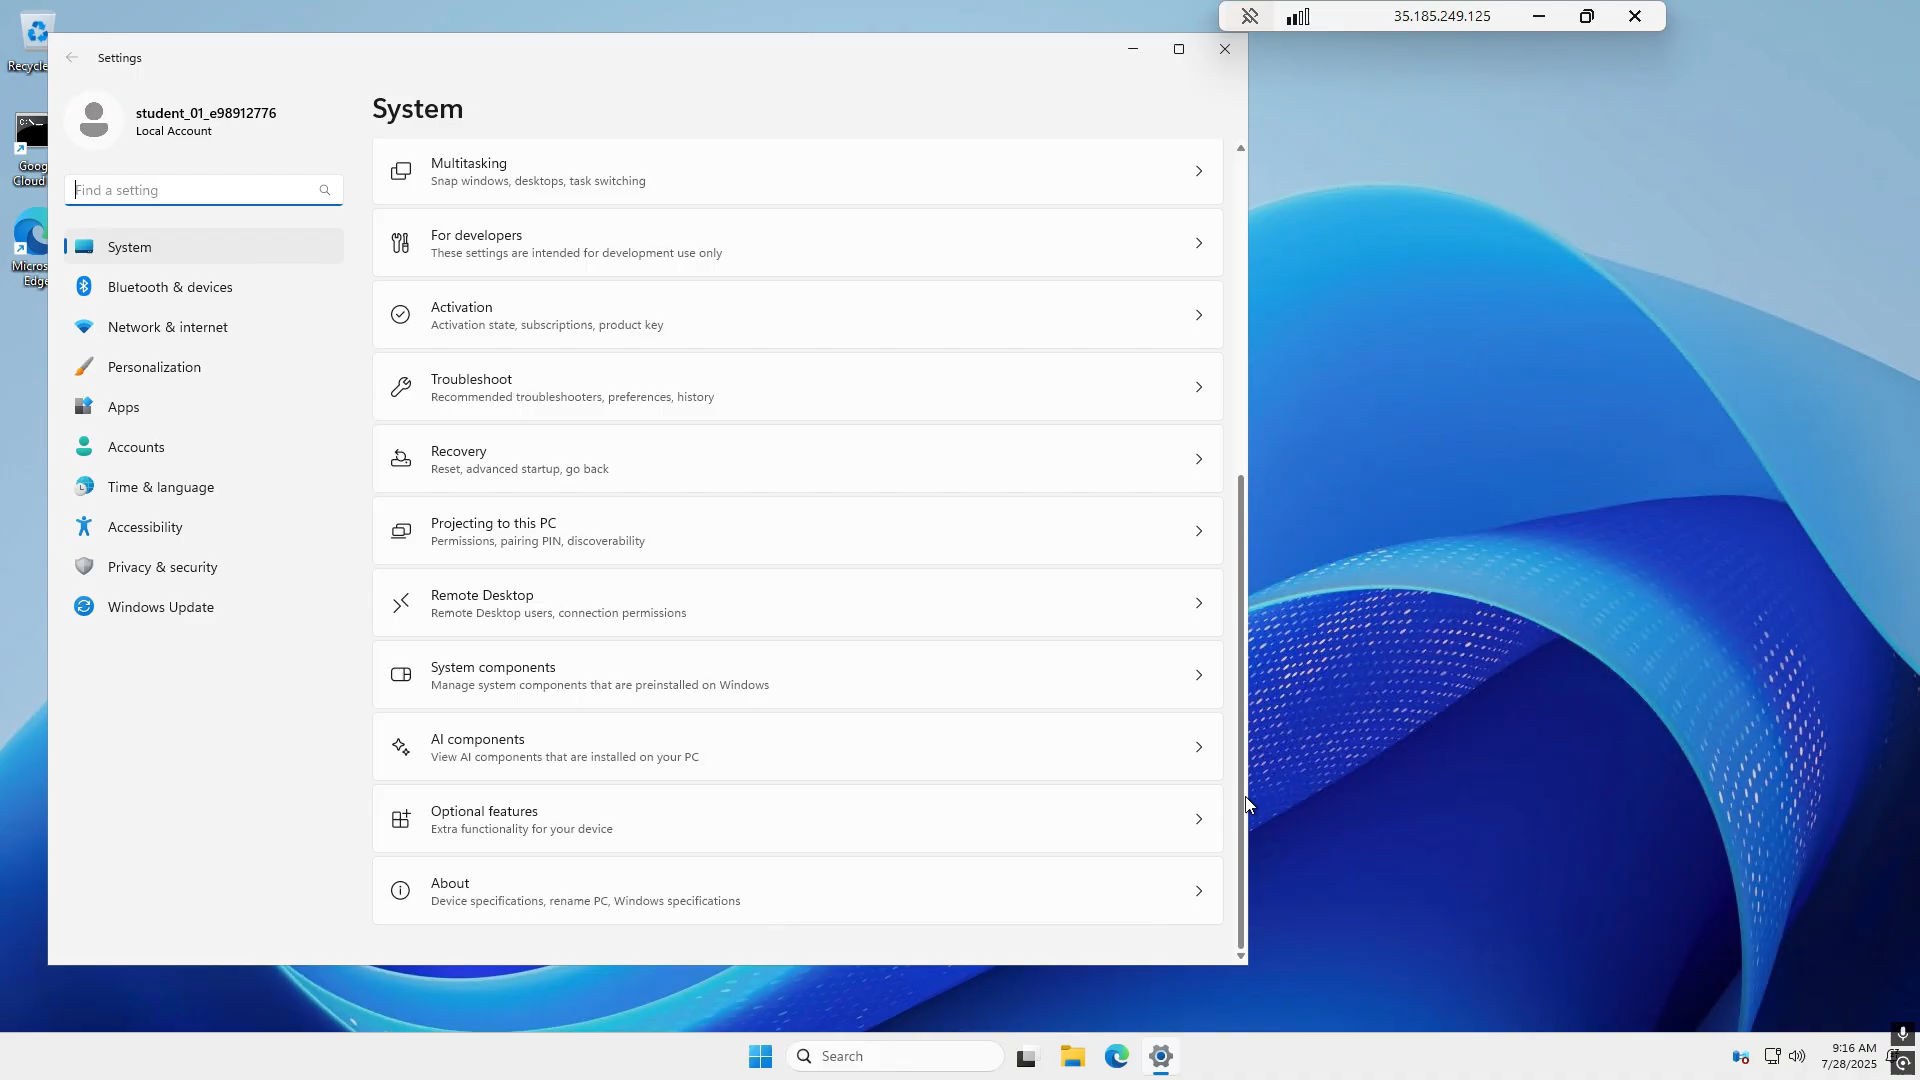 35.185.249.125
Recycle
Goog
Cloud
Micros
Edge
Settings
student_01_e98912776
Local Account
Find a setting
System
Bluetooth & devices
Network & internet
Personalization
Apps
Accounts
Time & language
Accessibility
Privacy & security
Windows Update
System
Multitasking
Snap windows, desktops, task switching
For developers
These settings are intended for development use only
Activation
Activation state, subscriptions, product key
Troubleshoot
Recommended troubleshooters, preferences, history
Recovery
Reset, advanced startup, go back
Projecting to this PC
Permissions, pairing PIN, discoverability
Remote Desktop
Remote Desktop users, connection permissions
System components
Manage system components that are preinstalled on Windows
AI components
View AI components that are installed on your PC
Optional features
Extra functionality for your device
About
Device specifications, rename PC, Windows specifications
Search
9:16 AM
7/28/2025